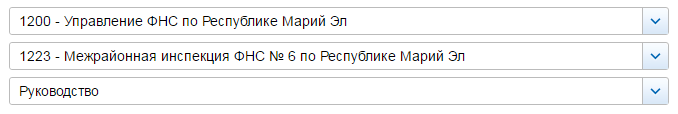 1200 - Управление ФНС по Республике Марий Эл
1223 - Межрайонная инспекция ФНС № 6 по Республике Марий Эл
Руководство